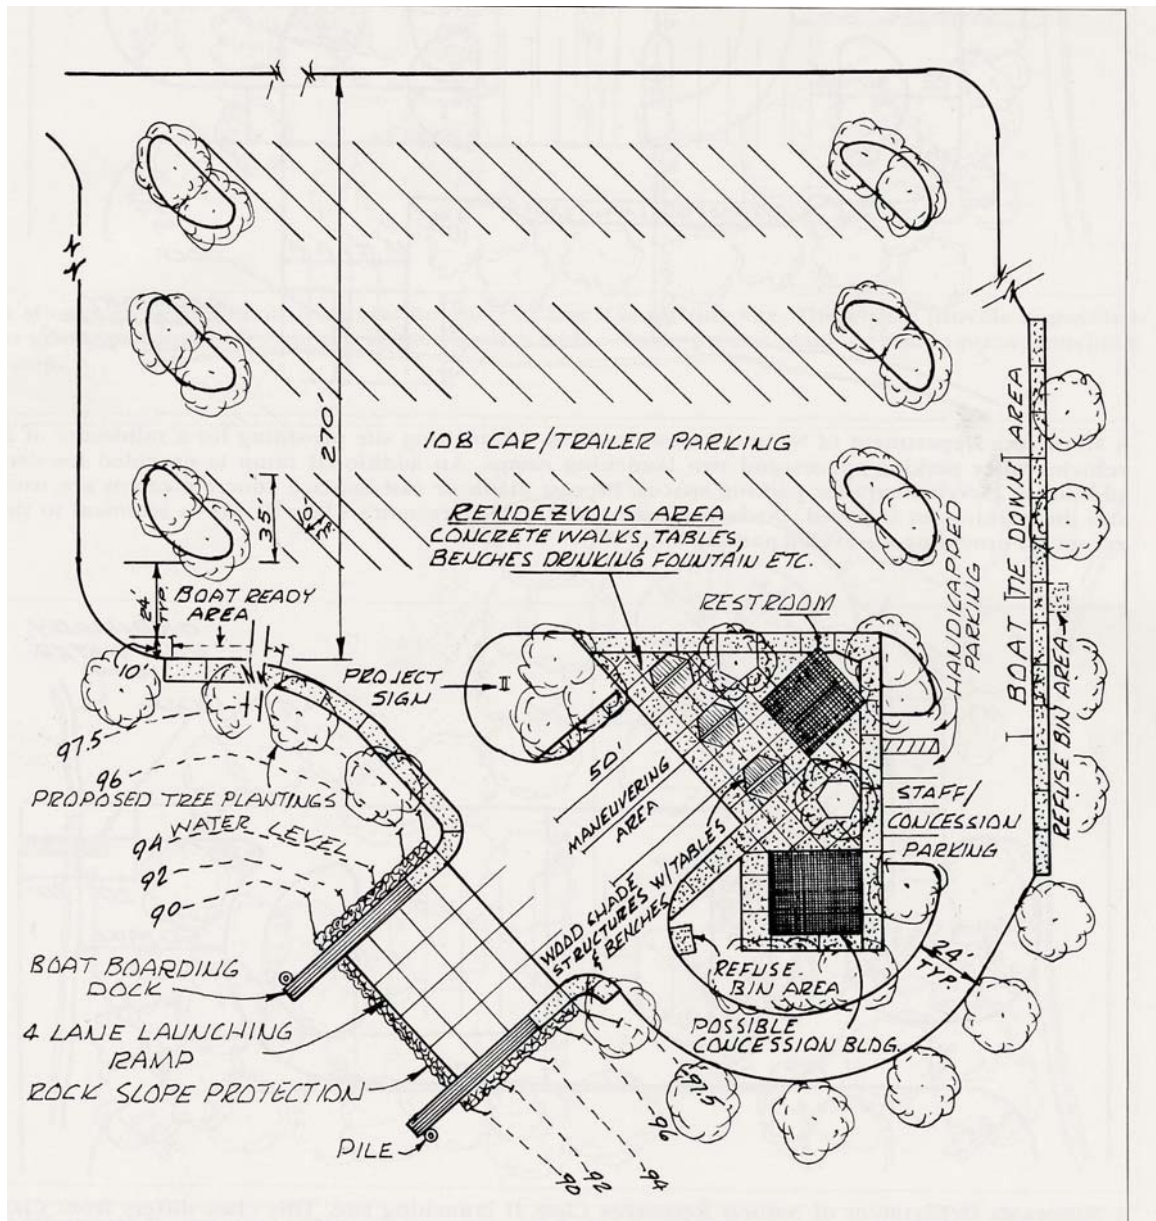 270'
108 CAR/TRAILER PARKING
RENDEZVOUS AREA
CONCRETE WALKS, TABLES,
BENCHES DRINKING FOUNTAIN ETC.
35'
10'
TYP.
24'
TYP.
BOAT READY
AREA
10'
RESTROOM
HANDICAPPED
PARKING
BOAT TIE DOWN AREA
REFUSE BIN AREA
PROJECT
SIGN
97.5
96
PROPOSED TREE PLANTINGS
94 WATER LEVEL
92
90
50'
MANEUVERING
AREA
STAFF/
CONCESSION
PARKING
WOOD SHADE
STRUCTURES W/TABLES
& BENCHES
REFUSE
BIN AREA
24'
TYP.
POSSIBLE
CONCESSION BLDG.
BOAT BOARDING
DOCK
4 LANE LAUNCHING
RAMP
ROCK SLOPE PROTECTION
PILE
97.5
96
94
92
90